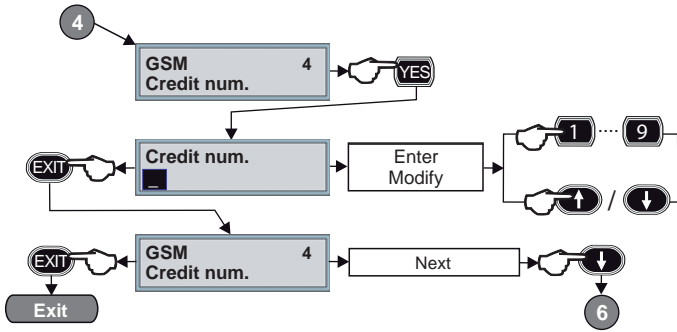 4
GSM 4
Credit num.
YES
Credit num.
_
EXIT
Enter
Modify
1 .... 9
/
GSM 4
Credit num.
EXIT
Next
Exit
6